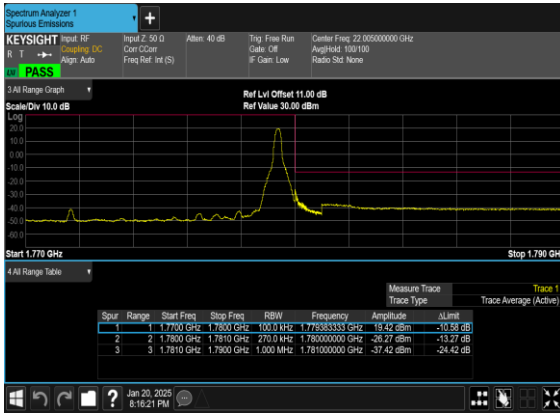 Spectrum Analyzer 1
Spurious Emissions
+
KEYSIGHT Input: RF Input Z: 50 Ω Atten: 40 dB Trig: Free Run Center Freq: 22.005000000 GHz
R T Coupling: DC Corr CCorr Gate: Off Avg|Hold: 100/100
Align: Auto Freq Ref: Int (S) IF Gain: Low Radio Std: None
PASS
3 All Range Graph
Ref Lvl Offset 11.00 dB
Scale/Div 10.0 dB Ref Value 30.00 dBm
Log
20.0
10.0
0.00
-10.0
-20.0
-30.0
-40.0
-50.0
-60.0
Start 1.770 GHz Stop 1.790 GH
4 All Range Table
Measure Trace Trace 1
Trace Type Trace Average (Active)
Spur Range Start Freq Stop Freq RBW Frequency Amplitude ΔLimit
1 1 1.7700 GHz 1.7800 GHz 100.0 kHz 1.779383333 GHz 19.42 dBm -10.58 dB
2 2 1.7800 GHz 1.7810 GHz 270.0 kHz 1.780000000 GHz -26.27 dBm -13.27 dB
3 3 1.7810 GHz 1.7900 GHz 1.000 MHz 1.781000000 GHz -37.42 dBm -24.42 dB
?
Jan 20, 2025
8:16:21 PM